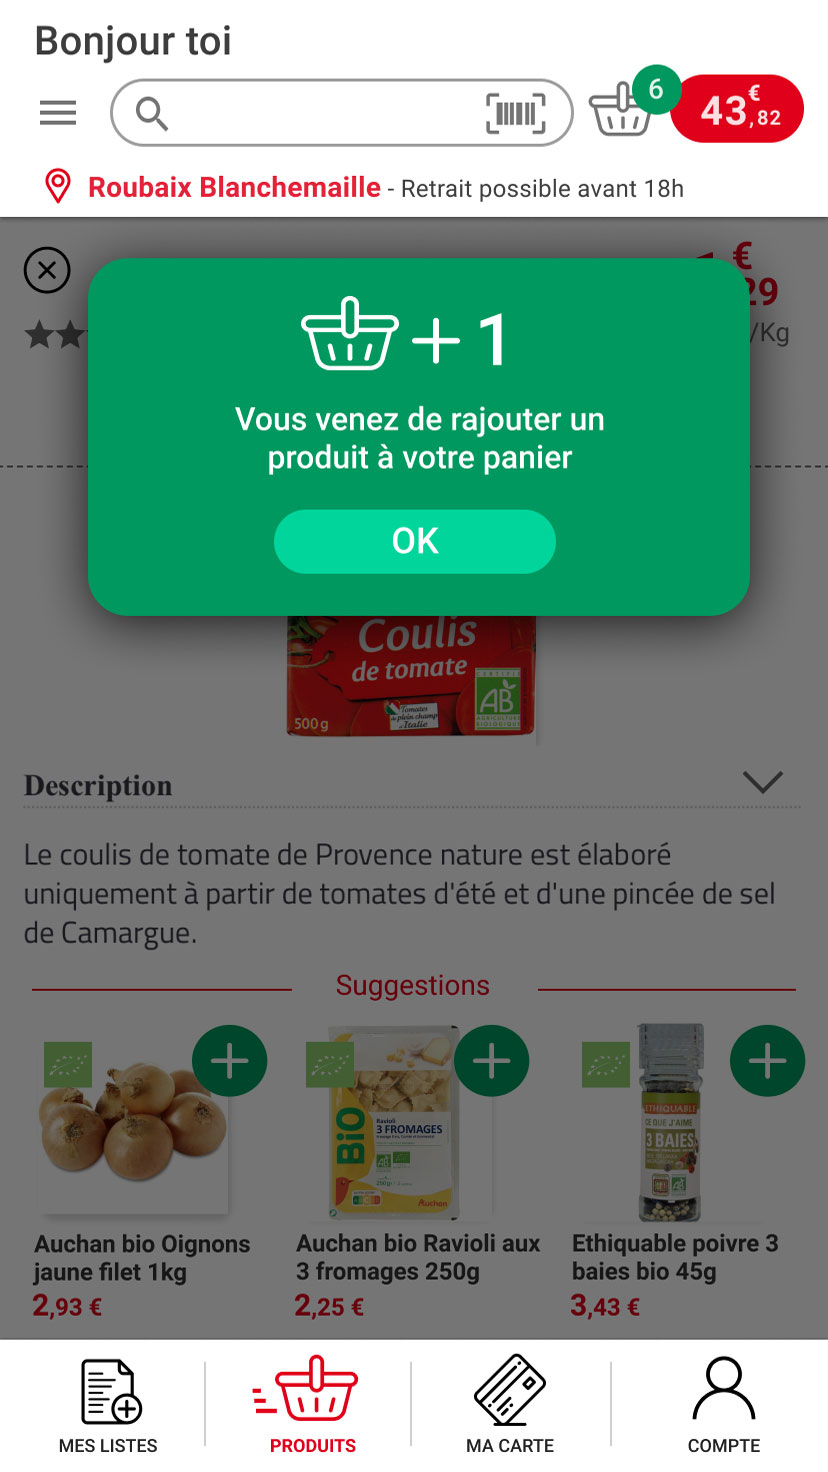 Bonjour toi
6
43€,82
Roubaix Blanchemaille - Retrait possible avant 18h
€
29
/Kg
+ 1
Vous venez de rajouter un
produit à votre panier
OK
Coulis
de tomate
CERTIFIÉ
AB
AGRICULTURE
BIOLOGIQUE
Tomates
de plein champ
d'Italie
500g
Description
Le coulis de tomate de Provence nature est élaboré
uniquement à partir de tomates d'été et d'une pincée de sel
de Camargue.
Suggestions
BiO
Ravioli
3 FROMAGES
AB
250g
Auchan
ETHIQUABLE
CE QUE J'AIME
3 BAIES
AB
Auchan bio Oignons
jaune filet 1kg
2,93 €
Auchan bio Ravioli aux
3 fromages 250g
2,25 €
Ethiquable poivre 3
baies bio 45g
3,43 €
MES LISTES
PRODUITS
MA CARTE
COMPTE